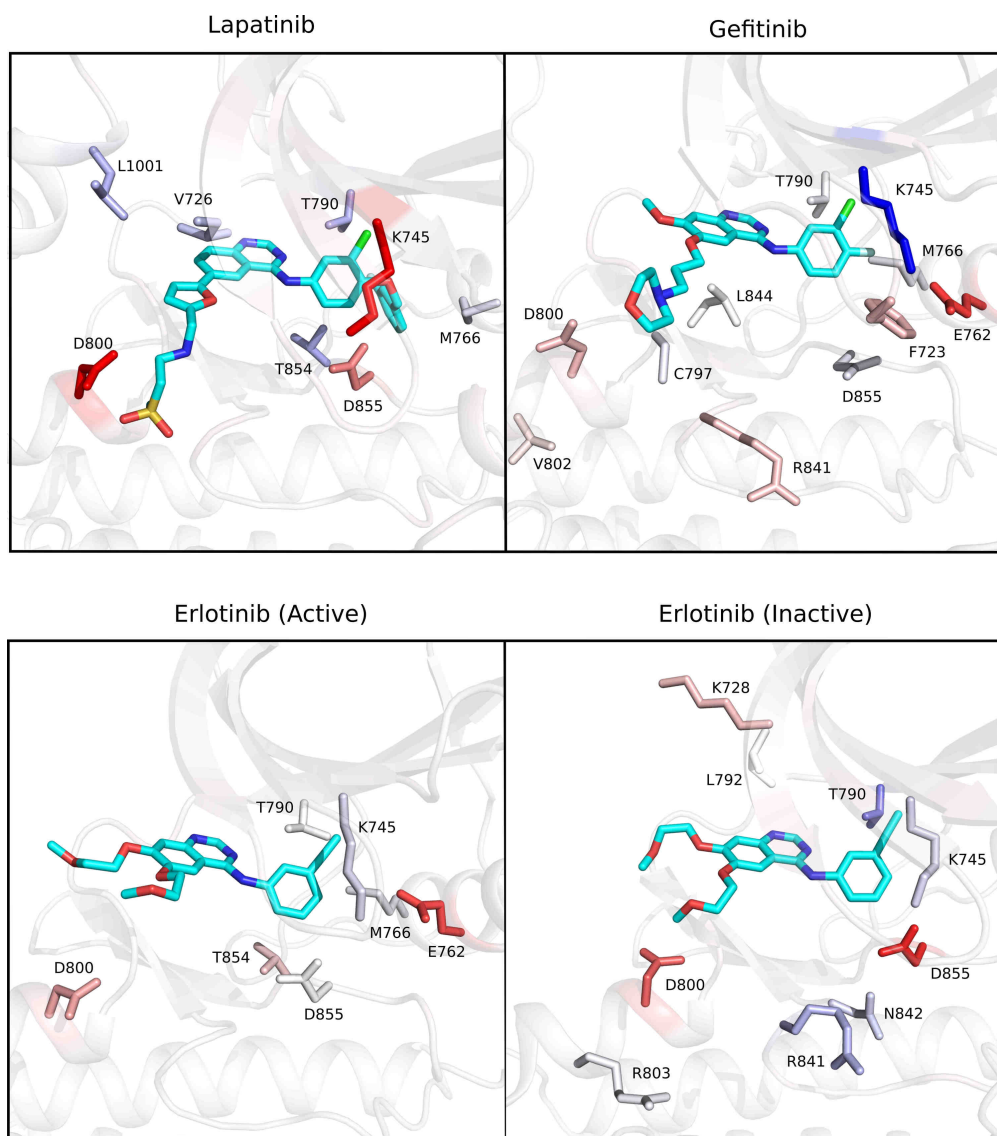 Lapatinib
L1001
V726
T790
K745
M766
D800
T854
D855
Gefitinib
T790
K745
M766
L844
D800
E762
F723
C797
D855
V802
R841
Erlotinib (Active)
T790
K745
M766
E762
T854
D800
D855
Erlotinib (Inactive)
K728
L792
T790
K745
D855
D800
N842
R841
R803